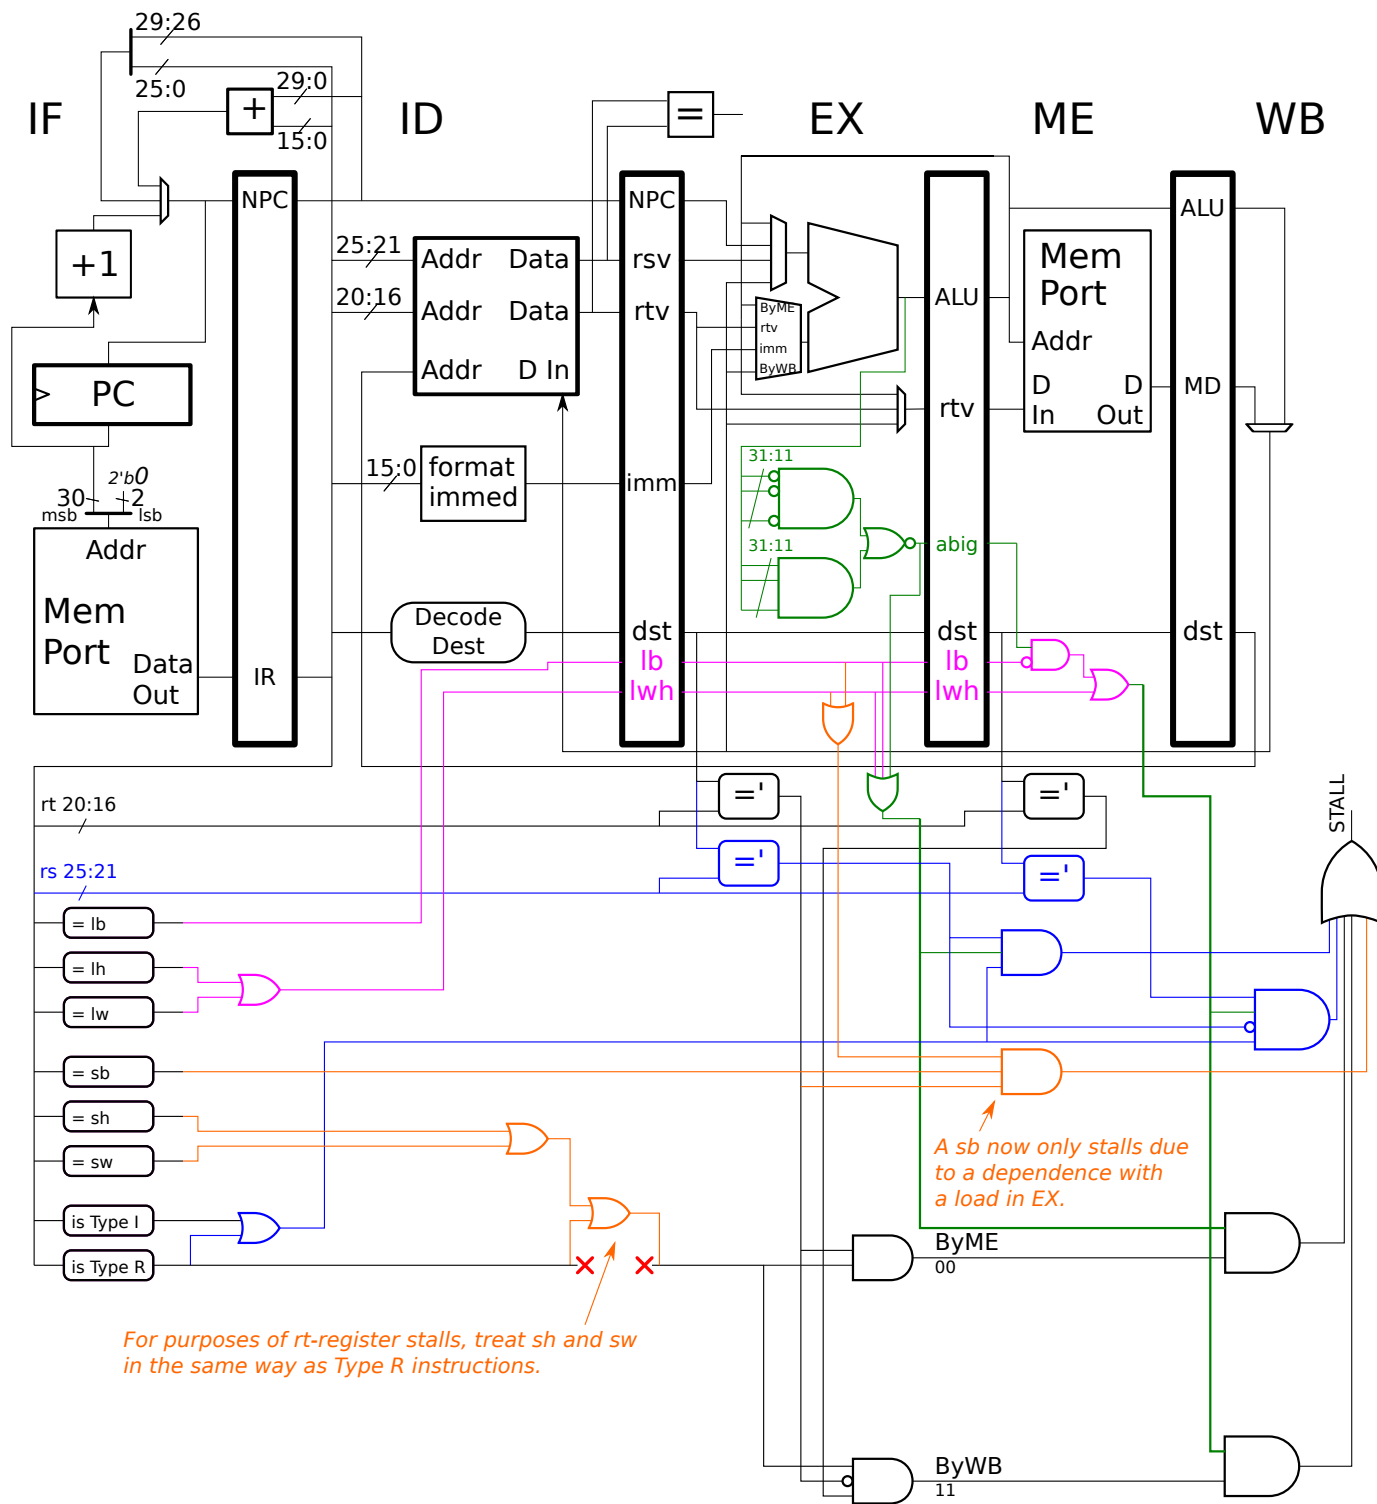 29:26
25:0
29:0
15:0
+
=
IF
ID
EX
ME
WB
NPC
NPC
ALU
+1
25:21
Addr
Data
rsv
20:16
Addr
Data
rtv
Addr
D In
ByME
rtv
imm
ByWB
ALU
Mem
Port
Addr
D
In
D
Out
MD
PC
rtv
15:0
format
immed
imm
31:11
31:11
abig
2'b0
30
2
msb
lsb
Addr
Mem
Port
Data
Out
IR
Decode
Dest
dst
lb
lwh
dst
lb
lwh
dst
rt 20:16
='
='
STALL
rs 25:21
='
='
= lb
= lh
= lw
= sb
= sh
= sw
is Type I
is Type R
A sb now only stalls due
to a dependence with
a load in EX.
ByME
00
For purposes of rt-register stalls, treat sh and sw
in the same way as Type R instructions.
ByWB
11